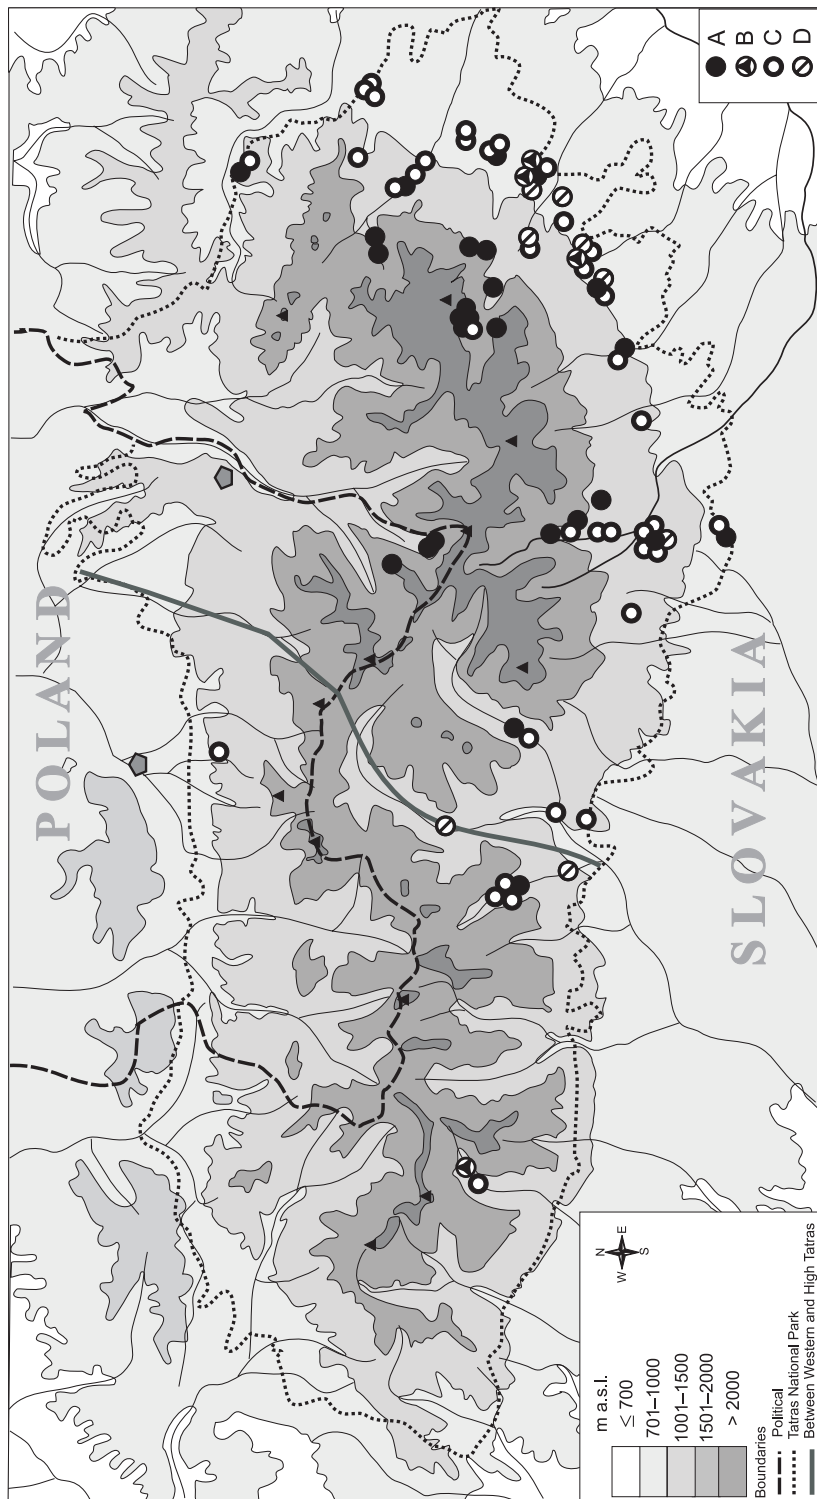 POLAND
SLOVAKIA
A
B
C
D
m a.s.l.
≤ 700
701–1000
1001–1500
1501–2000
> 2000
Boundaries
Political
Tatras National Park
Between Western and High Tatras
N
W E
S